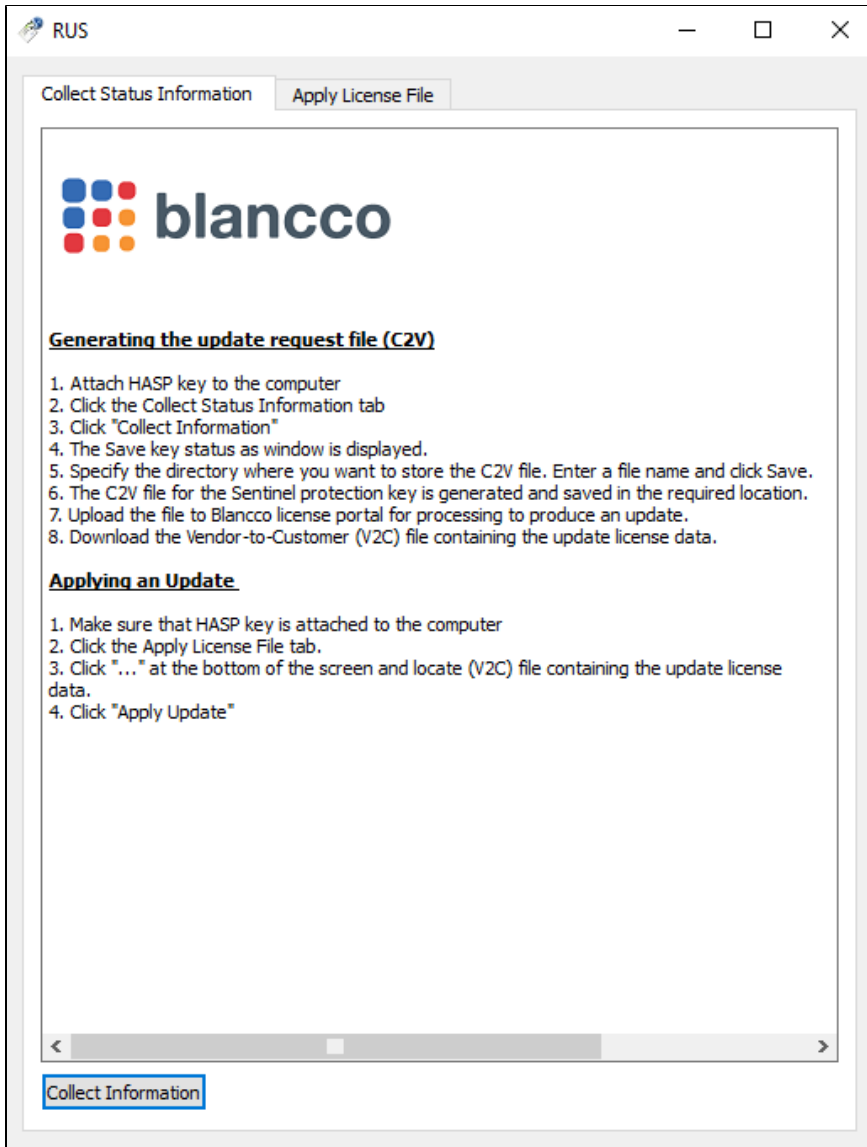 RUS
Collect Status Information
Apply License File
blancco
Generating the update request file (C2V)
1. Attach HASP key to the computer
2. Click the Collect Status Information tab
3. Click "Collect Information"
4. The Save key status as window is displayed.
5. Specify the directory where you want to store the C2V file. Enter a file name and click Save.
6. The C2V file for the Sentinel protection key is generated and saved in the required location.
7. Upload the file to Blancco license portal for processing to produce an update.
8. Download the Vendor-to-Customer (V2C) file containing the update license data.
Applying an Update
1. Make sure that HASP key is attached to the computer
2. Click the Apply License File tab.
3. Click "..." at the bottom of the screen and locate (V2C) file containing the update license
data.
4. Click "Apply Update"
Collect Information